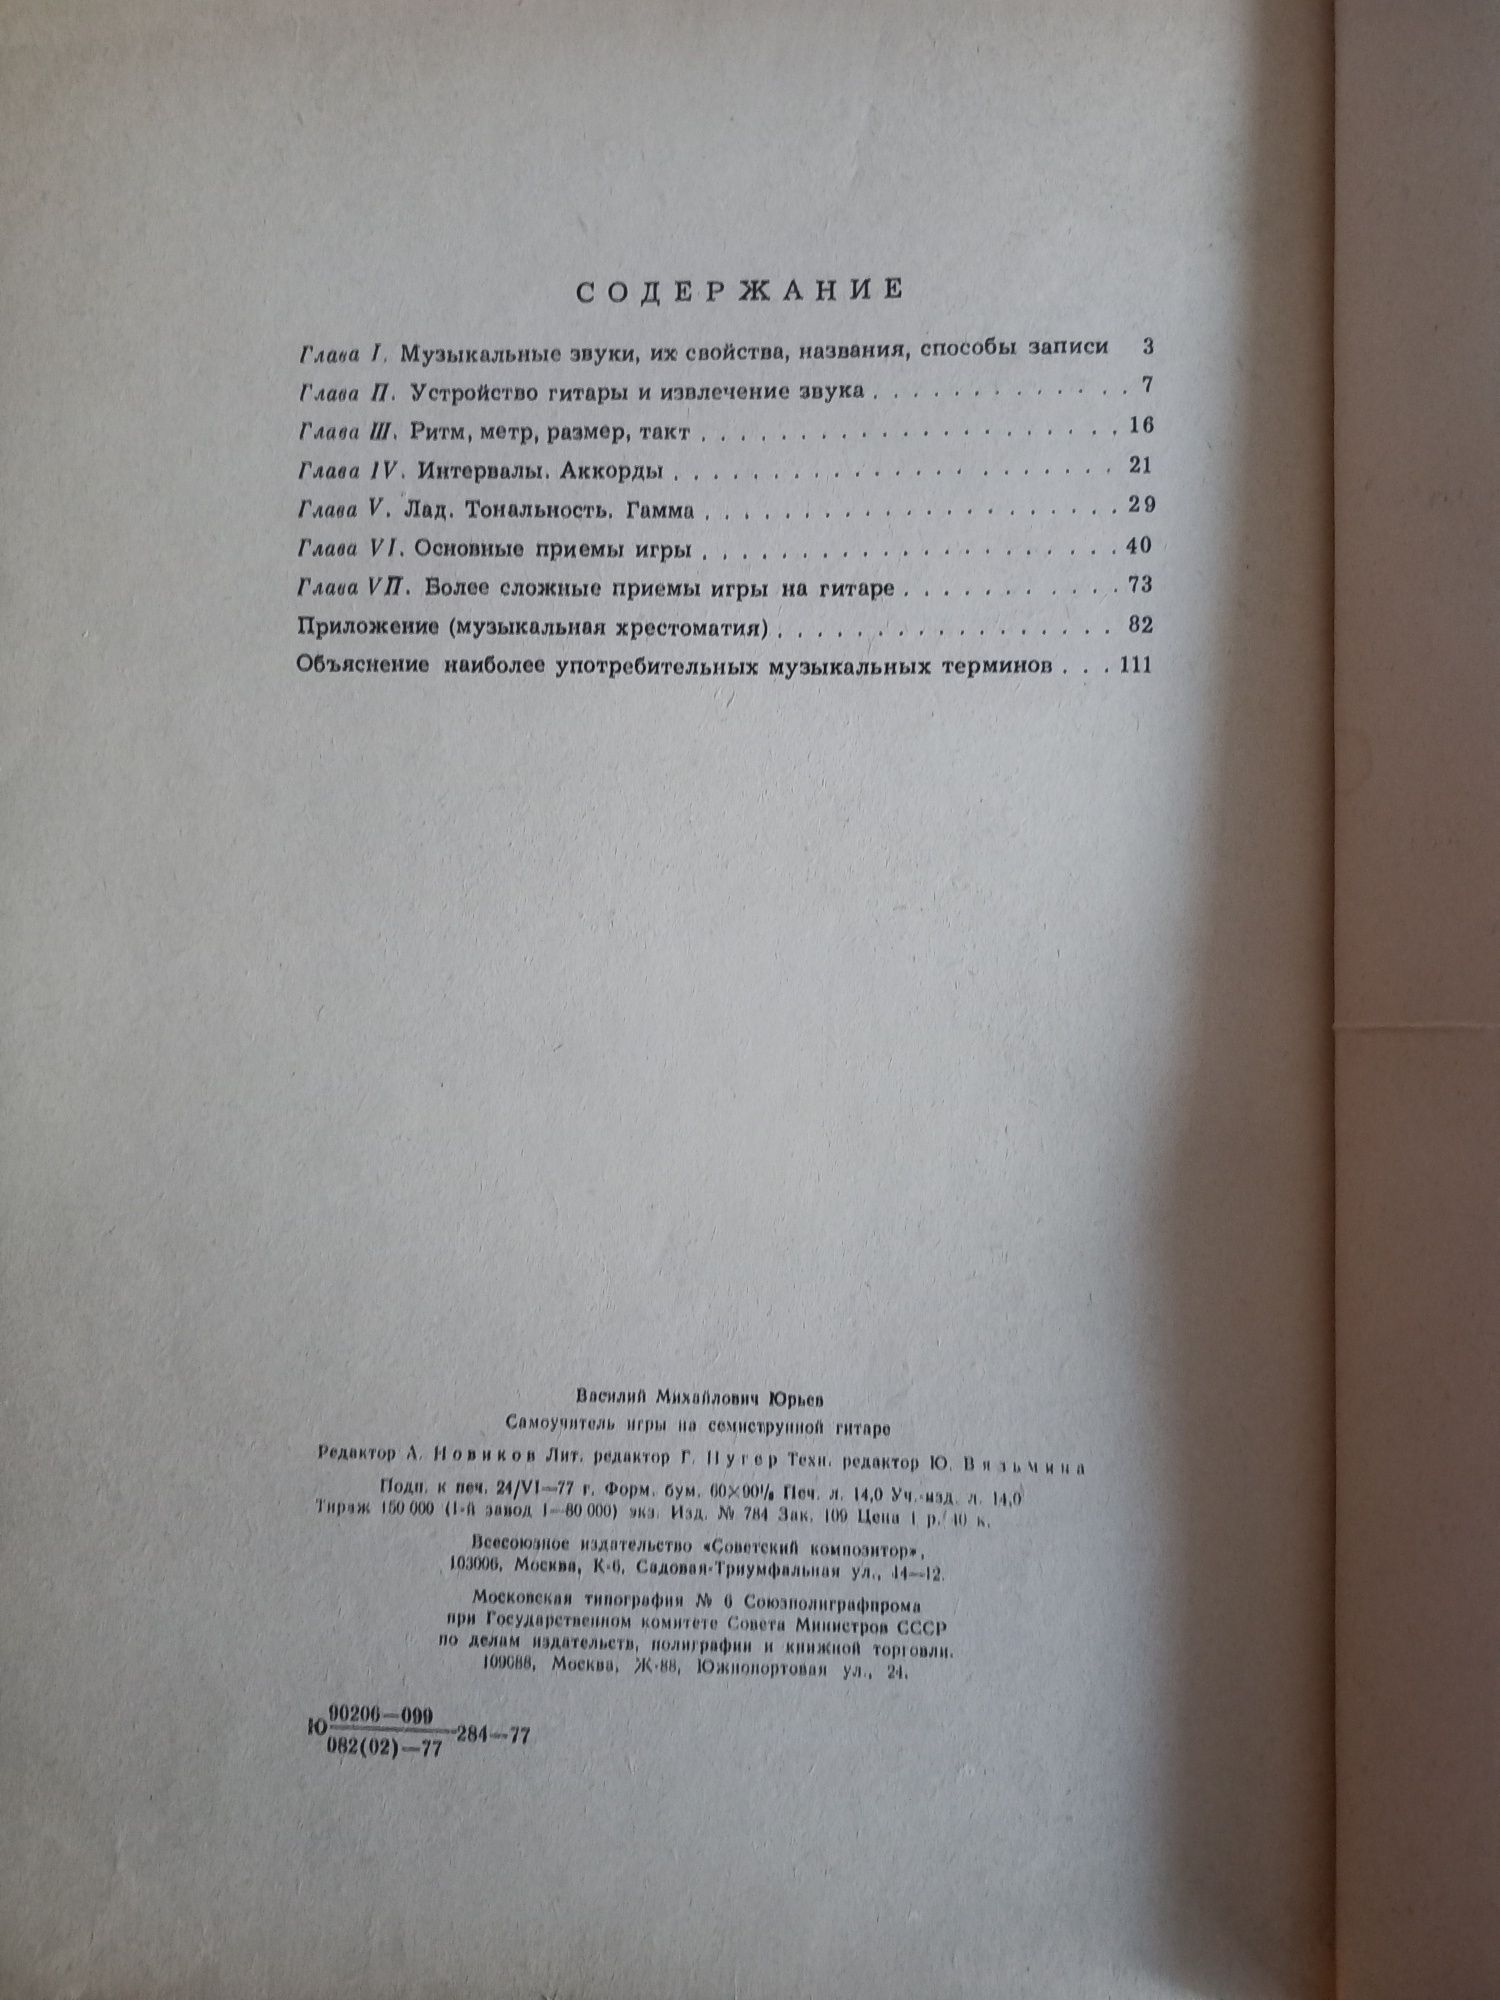 СОДЕРЖАНИЕ
Глава I. Музыкальные звуки, их свойства, названия, способы записи 3
Глава II. Устройство гитары и извлечение звука . . . . . . . . . . . . . 7
Глава III. Ритм, метр, размер, такт . . . . . . . . . . . . . . . . . . . . . 16
Глава IV. Интервалы. Аккорды . . . . . . . . . . . . . . . . . . . . . . 21
Глава V. Лад. Тональность. Гамма . . . . . . . . . . . . . . . . . . . . 29
Глава VI. Основные приемы игры . . . . . . . . . . . . . . . . . . . . . 40
Глава VII. Более сложные приемы игры на гитаре . . . . . . . . . . . 73
Приложение (музыкальная хрестоматия) . . . . . . . . . . . . . . . . . 82
Объяснение наиболее употребительных музыкальных терминов . . . 111
Василий Михайлович Юрьев
Самоучитель игры на семиструнной гитаре
Редактор А. Новиков Лит. редактор Г. Пугер Техн. редактор Ю. Вязьмина
Подп. к печ. 24/VI—77 г. Форм. бум. 60×90⅛ Печ. л. 14,0 Уч.-изд. л. 14,0
Тираж 150 000 (1-й завод 1—80 000) экз. Изд. № 784 Зак. 109 Цена 1 р. 40 к.
Всесоюзное издательство «Советский композитор»,
103006, Москва, К-6, Садовая-Триумфальная ул., 14—12.
Московская типография № 6 Союзполиграфпрома
при Государственном комитете Совета Министров СССР
по делам издательств, полиграфии и книжной торговли.
109088, Москва, Ж-88, Южнопортовая ул., 24.
Ю 90206—099
082(02)—77 284—77